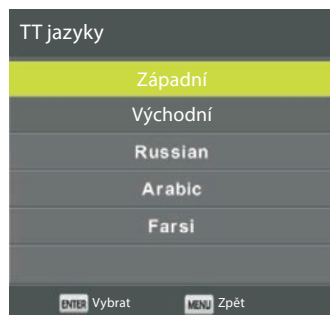 TT jazyky
Západní
Východní
Russian
Arabic
Farsi
ENTER Vybrat MENU Zpět